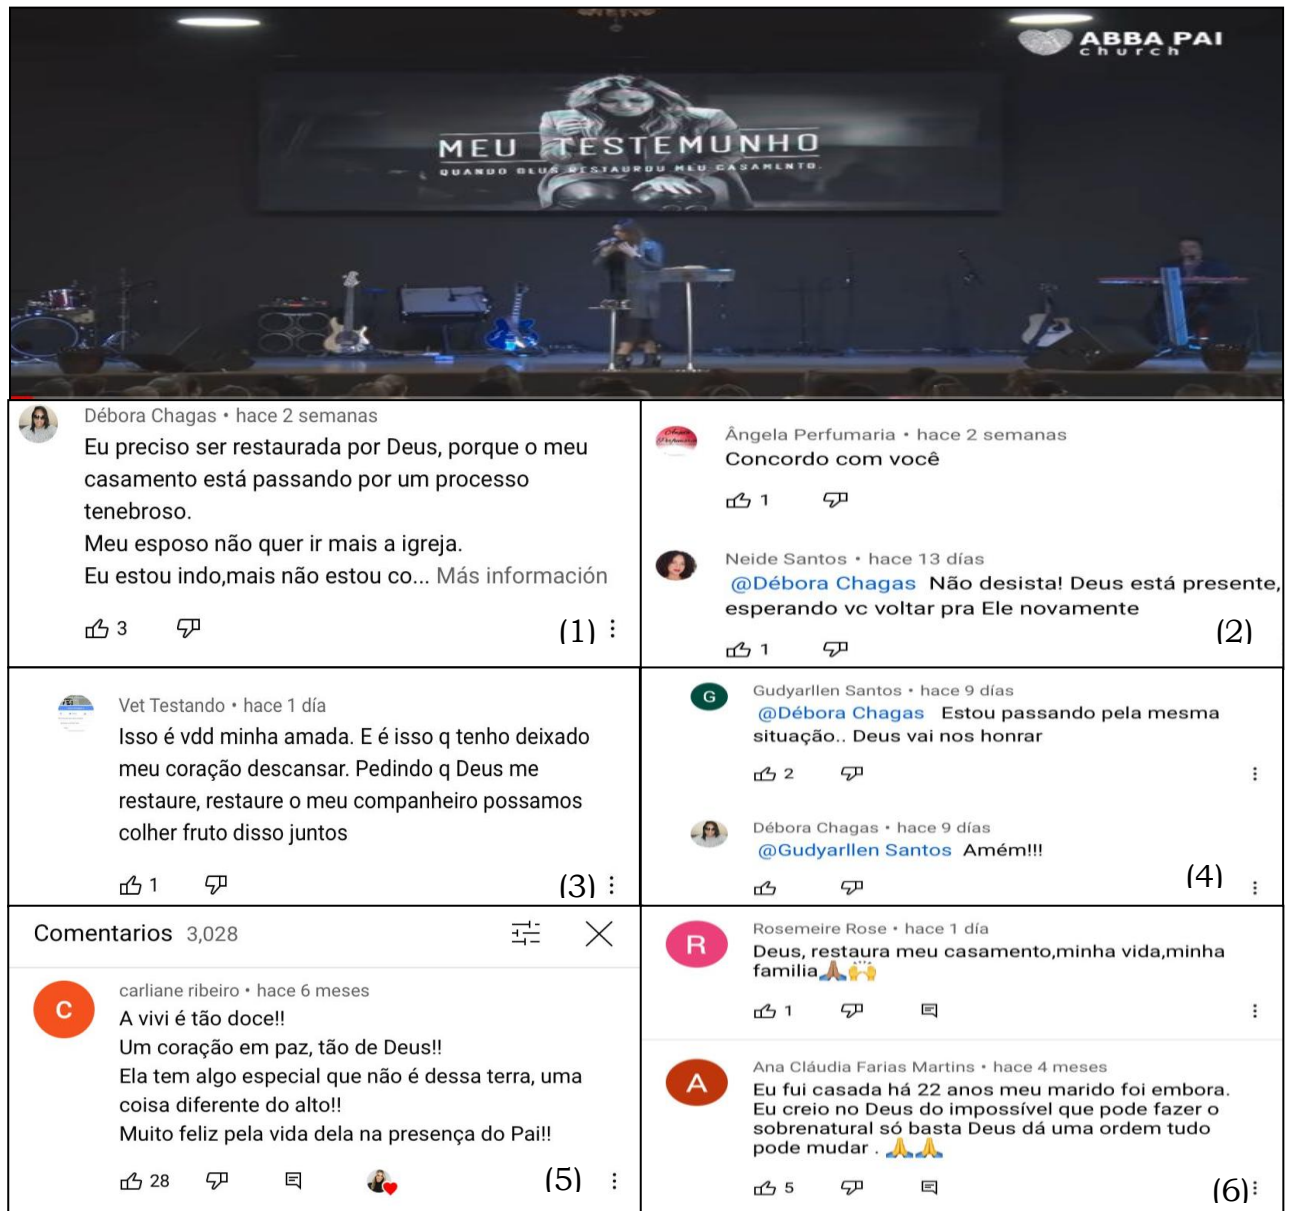 ABBA PAI
church
MEU TESTEMUNHO
QUANDO DEUS RESTAUROU MEU CASAMENTO.
Débora Chagas • hace 2 semanas
Eu preciso ser restaurada por Deus, porque o meu
casamento está passando por um processo
tenebroso.
Meu esposo não quer ir mais a igreja.
Eu estou indo,mais não estou co... Más información
3
(1)
Ângela Perfumaria • hace 2 semanas
Concordo com você
1
Neide Santos • hace 13 días
@Débora Chagas Não desista! Deus está presente,
esperando vc voltar pra Ele novamente
1
(2)
Vet Testando • hace 1 día
Isso é vdd minha amada. E é isso q tenho deixado
meu coração descansar. Pedindo q Deus me
restaure, restaure o meu companheiro possamos
colher fruto disso juntos
1
(3)
G
Gudyarllen Santos • hace 9 días
@Débora Chagas Estou passando pela mesma
situação.. Deus vai nos honrar
2
Débora Chagas • hace 9 días
@Gudyarllen Santos Amém!!!
(4)
Comentarios 3,028
C
carliane ribeiro • hace 6 meses
A vivi é tão doce!!
Um coração em paz, tão de Deus!!
Ela tem algo especial que não é dessa terra, uma
coisa diferente do alto!!
Muito feliz pela vida dela na presença do Pai!!
28
(5)
R
Rosemeire Rose • hace 1 día
Deus, restaura meu casamento,minha vida,minha
familia🙏🏽🙌
1
A
Ana Cláudia Farias Martins • hace 4 meses
Eu fui casada há 22 anos meu marido foi embora.
Eu creio no Deus do impossível que pode fazer o
sobrenatural só basta Deus dá uma ordem tudo
pode mudar . 🙏🙏
5
(6)